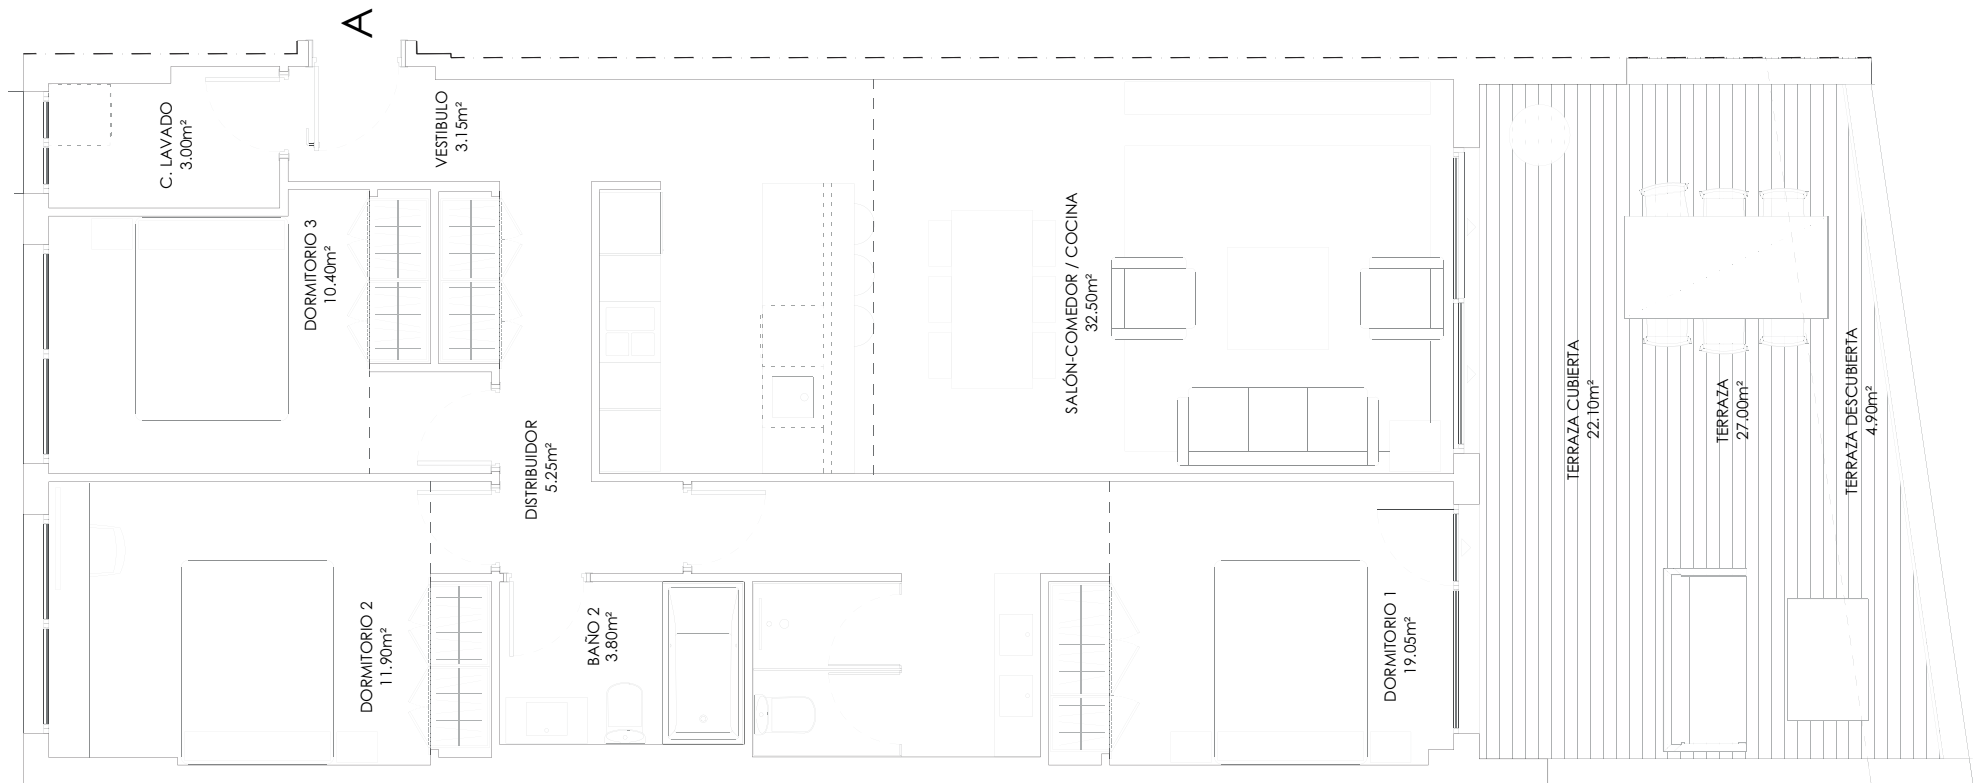 A
C. LAVADO
3.00m²
VESTIBULO
3.15m²
DORMITORIO 3
10.40m²
SALÓN-COMEDOR / COCINA
32.50m²
DISTRIBUIDOR
5.25m²
TERRAZA CUBIERTA
22.10m²
TERRAZA
27.00m²
TERRAZA DESCUBIERTA
4.90m²
DORMITORIO 2
11.90m²
BAÑO 2
3.80m²
DORMITORIO 1
19.05m²